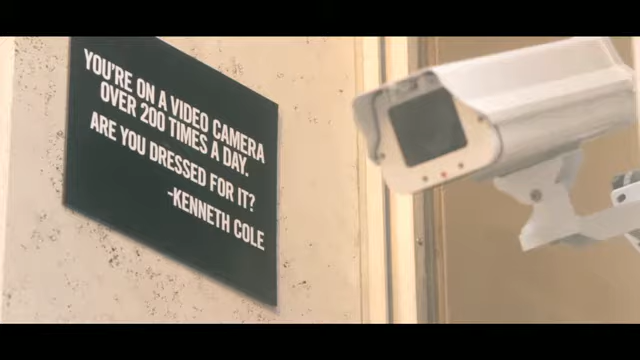 YOU'RE ON A VIDEO CAMERA
OVER 200 TIMES A DAY.
ARE YOU DRESSED FOR IT?
-KENNETH COLE